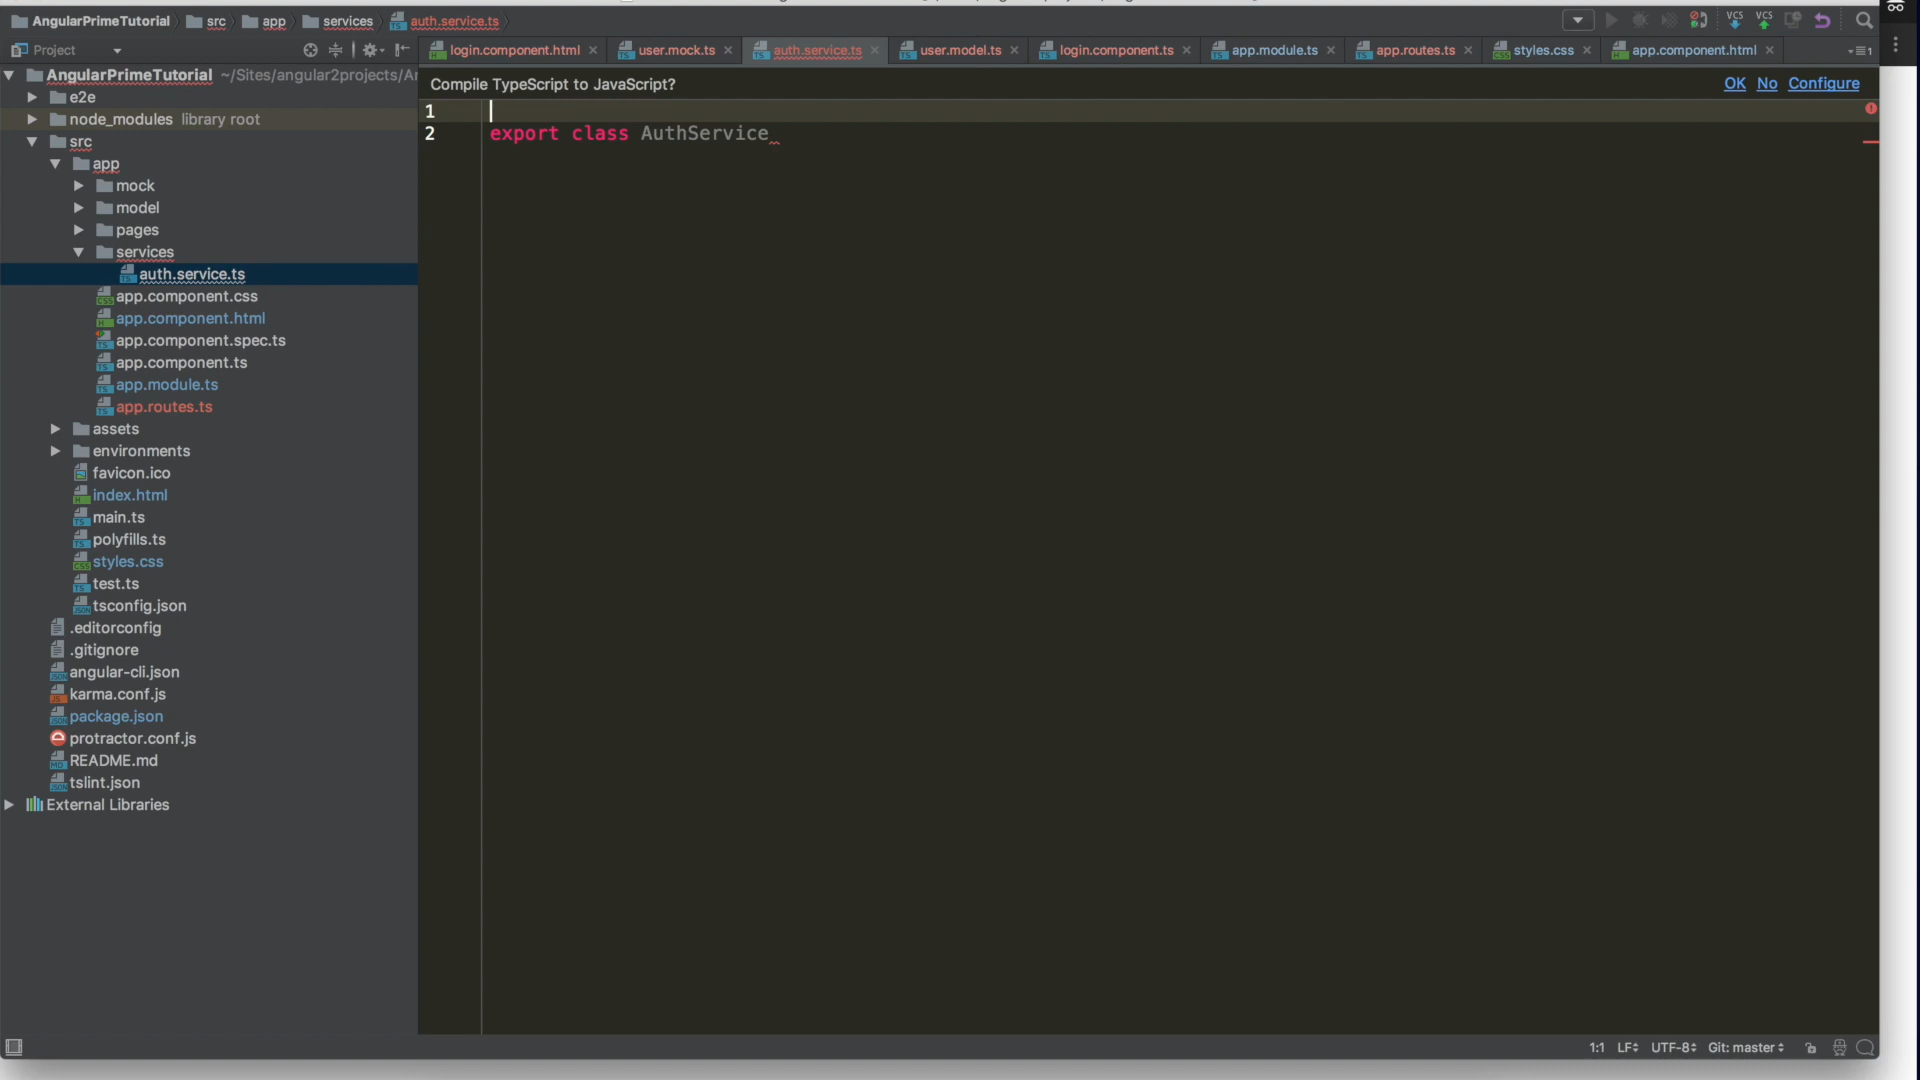 AngularPrimeTutorial src app services auth.service.ts
VCS VCS
Project
login.component.html user.mock.ts auth.service.ts user.model.ts login.component.ts app.module.ts app.routes.ts styles.css app.component.html
AngularPrimeTutorial ~/Sites/angular2projects/Ar
Compile TypeScript to JavaScript? OK No Configure
e2e
node_modules library root
src
app
mock
model
pages
services
auth.service.ts
app.component.css
app.component.html
app.component.spec.ts
app.component.ts
app.module.ts
app.routes.ts
assets
environments
favicon.ico
index.html
main.ts
polyfills.ts
styles.css
test.ts
tsconfig.json
.editorconfig
.gitignore
angular-cli.json
karma.conf.js
package.json
protractor.conf.js
README.md
tslint.json
External Libraries
1
2 export class AuthService
1:1 LF UTF-8 Git: master